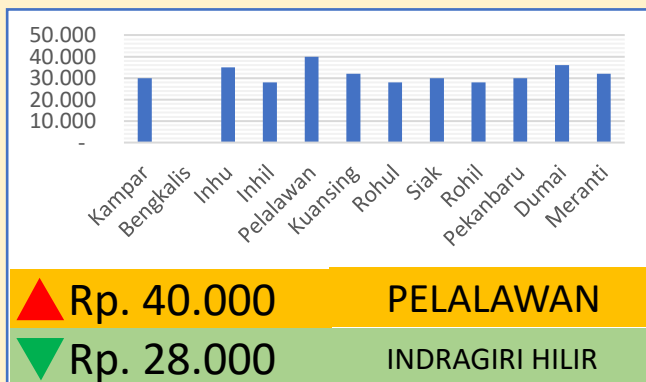 50.000
40.000
30.000
20.000
10.000
-
Kampar
Bengkalis
Inhu
Inhil
Pelalawan
Kuansing
Rohul
Siak
Rohil
Pekanbaru
Dumai
Meranti
Rp. 40.000 PELALAWAN
Rp. 28.000 INDRAGIRI HILIR